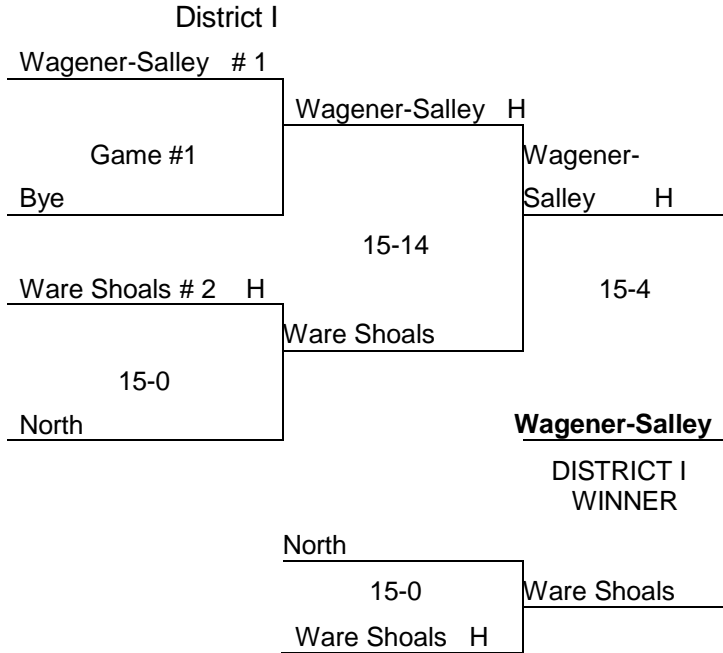 District I
Wagener-Salley # 1
Wagener-Salley H
Game #1
Wagener-
Bye
Salley H
15-14
Ware Shoals # 2 H
15-4
Ware Shoals
15-0
North
Wagener-Salley
DISTRICT I
WINNER
North
15-0
Ware Shoals
Ware Shoals H